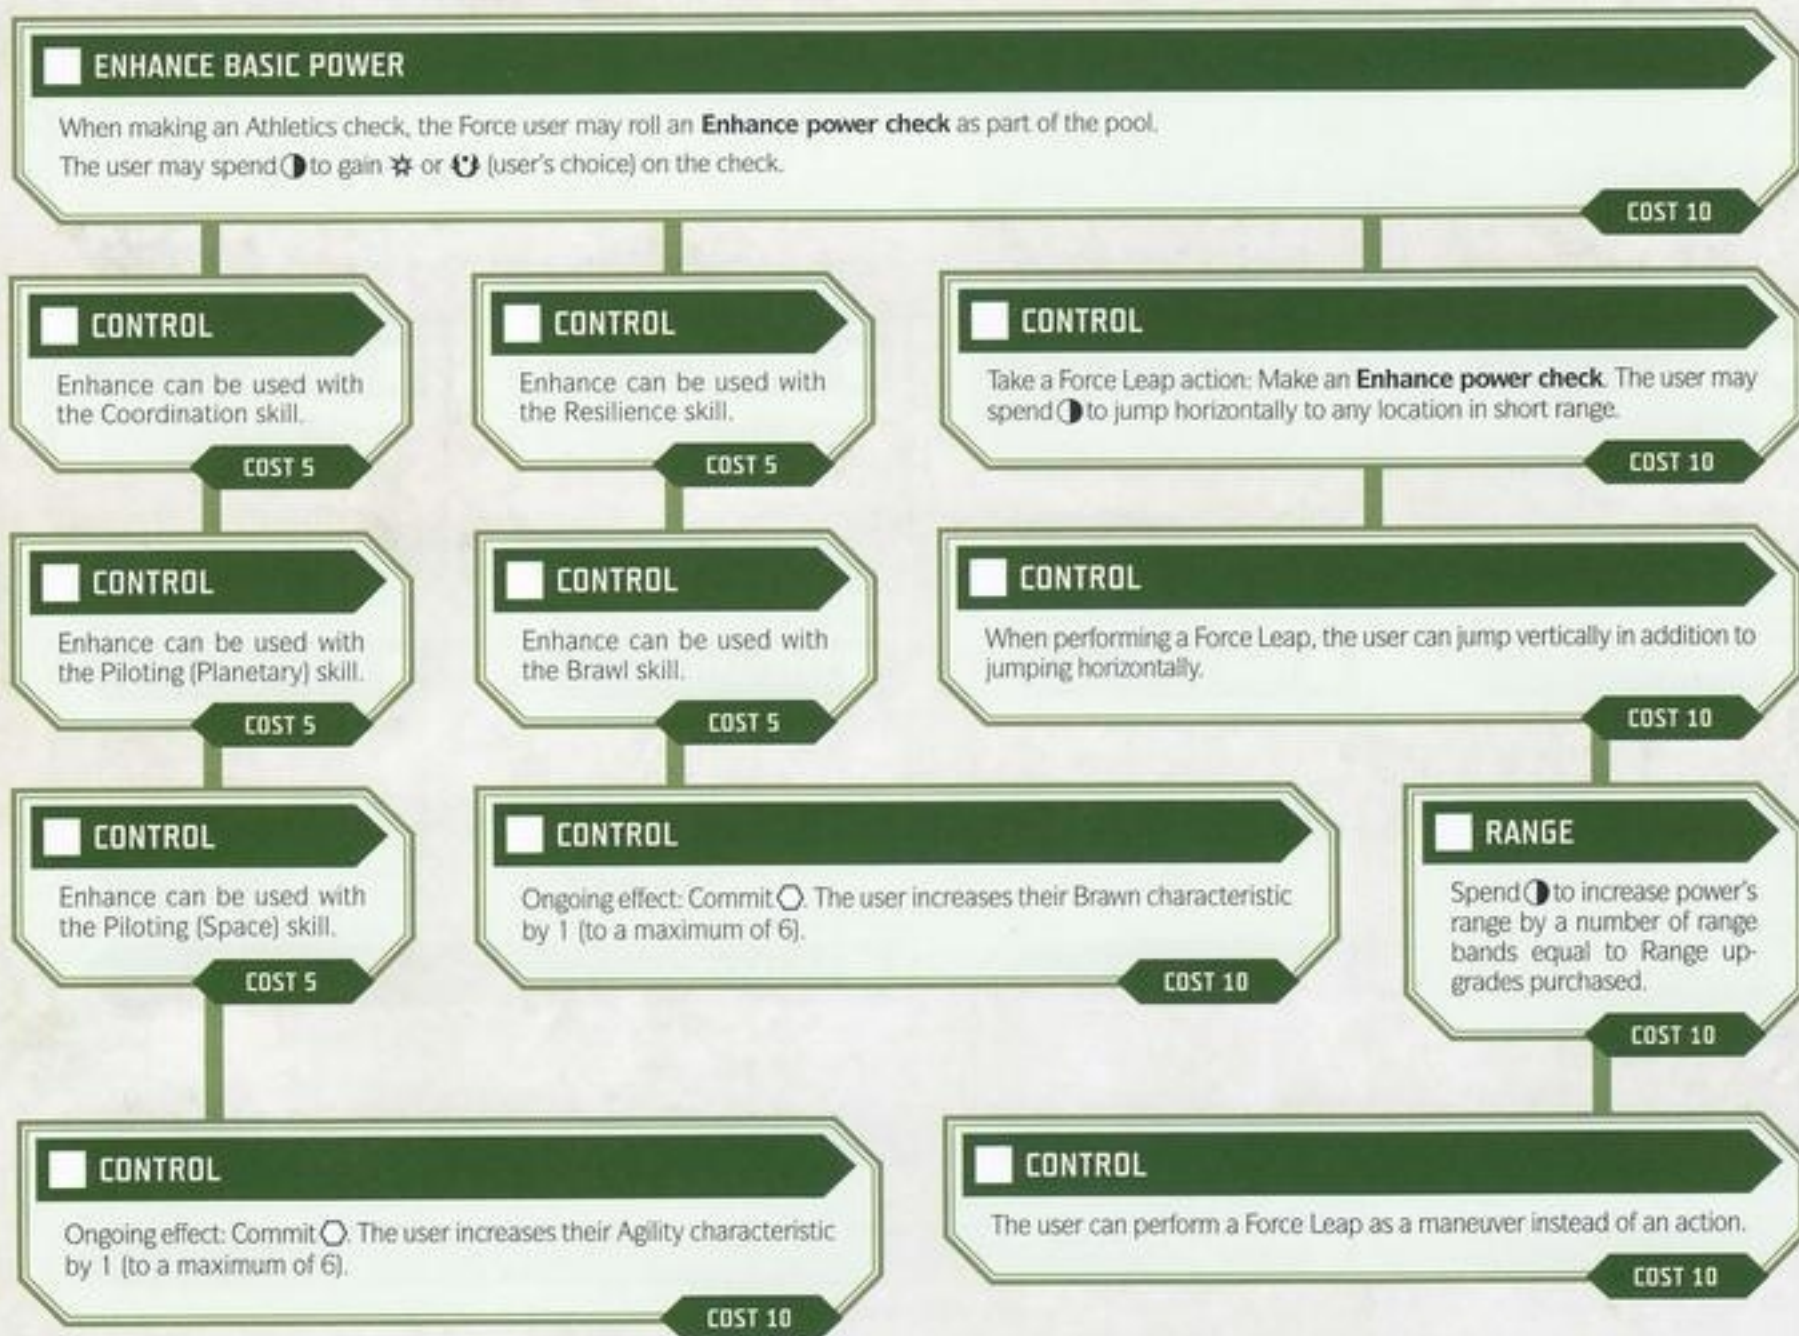 ENHANCE BASIC POWER
When making an Athletics check, the Force user may roll an Enhance power check as part of the pool.
The user may spend to gain or (user's choice) on the check.
COST 10
CONTROL
Enhance can be used with
the Coordination skill.
COST 5
CONTROL
Enhance can be used with
the Resilience skill.
COST 5
CONTROL
Take a Force Leap action: Make an Enhance power check. The user may
spend to jump horizontally to any location in short range.
COST 10
CONTROL
Enhance can be used with
the Piloting (Planetary) skill.
COST 5
CONTROL
Enhance can be used with
the Brawl skill.
COST 5
CONTROL
When performing a Force Leap, the user can jump vertically in addition to
jumping horizontally.
COST 10
CONTROL
Enhance can be used with
the Piloting (Space) skill.
COST 5
CONTROL
Ongoing effect: Commit . The user increases their Brawn characteristic
by 1 (to a maximum of 6).
COST 10
RANGE
Spend to increase power's
range by a number of range
bands equal to Range up-
grades purchased.
COST 10
CONTROL
Ongoing effect: Commit . The user increases their Agility characteristic
by 1 (to a maximum of 6).
COST 10
CONTROL
The user can perform a Force Leap as a maneuver instead of an action.
COST 10